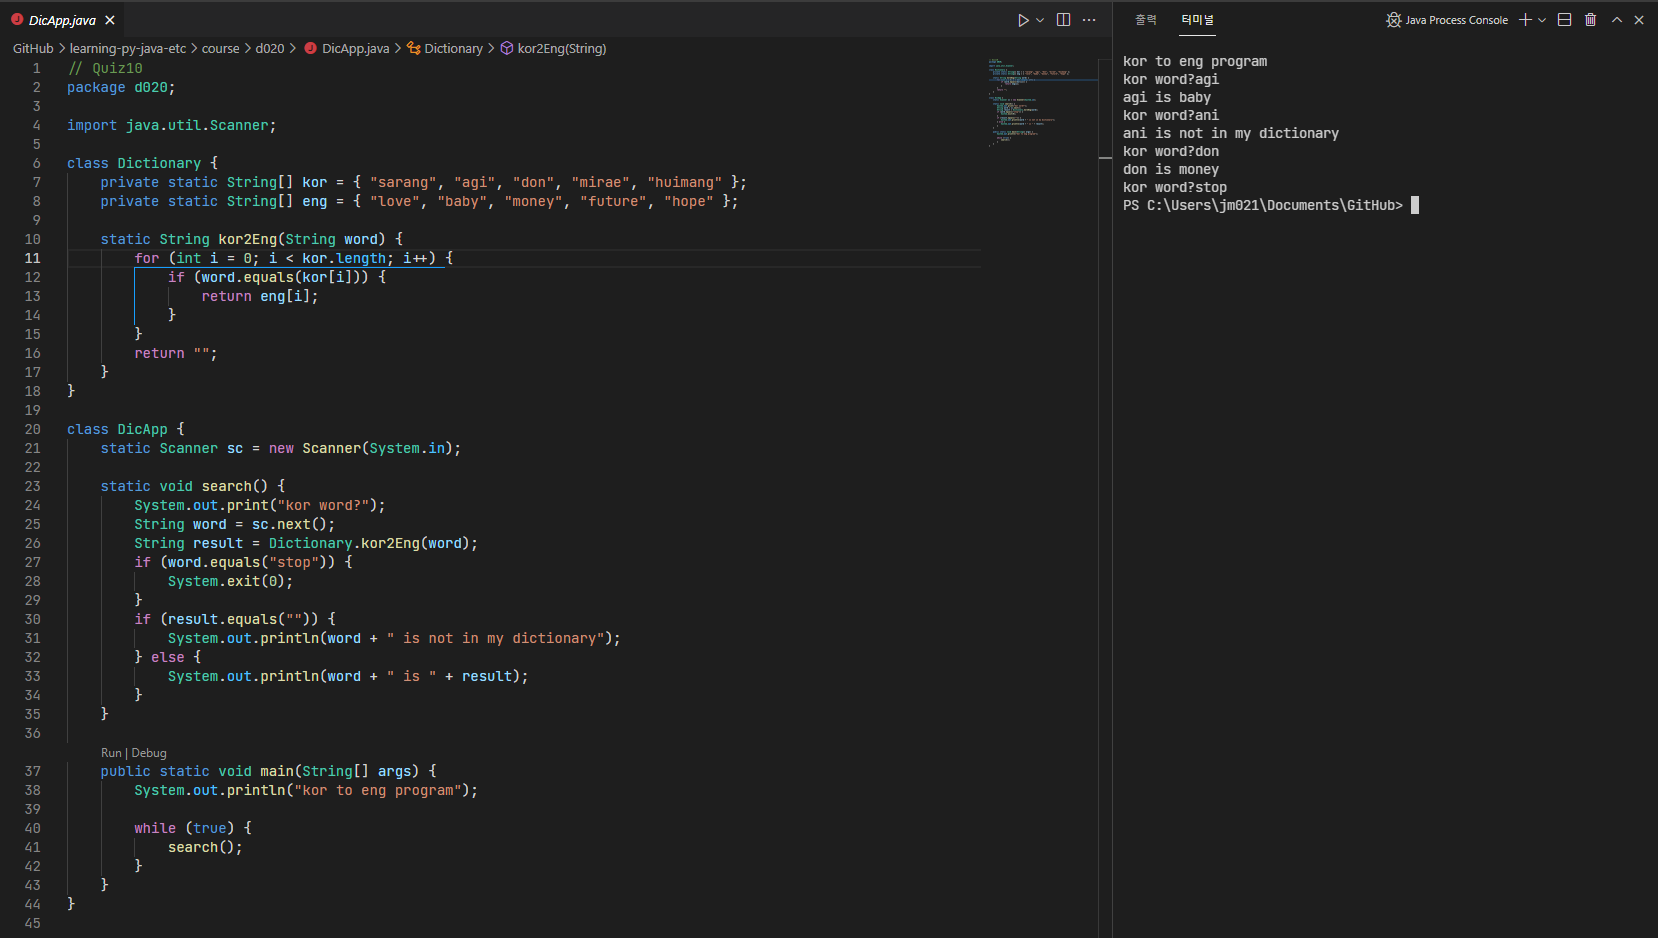 DicApp.java
GitHub > learning-py-java-etc > course > d020 > DicApp.java > Dictionary > kor2Eng(String)
1 // Quiz10
2 package d020;
3
4 import java.util.Scanner;
5
6 class Dictionary {
7 private static String[] kor = { "sarang", "agi", "don", "mirae", "huimang" };
8 private static String[] eng = { "love", "baby", "money", "future", "hope" };
9
10 static String kor2Eng(String word) {
11 for (int i = 0; i < kor.length; i++) {
12 if (word.equals(kor[i])) {
13 return eng[i];
14 }
15 }
16 return "";
17 }
18 }
19
20 class DicApp {
21 static Scanner sc = new Scanner(System.in);
22
23 static void search() {
24 System.out.print("kor word?");
25 String word = sc.next();
26 String result = Dictionary.kor2Eng(word);
27 if (word.equals("stop")) {
28 System.exit(0);
29 }
30 if (result.equals("")) {
31 System.out.println(word + " is not in my dictionary");
32 } else {
33 System.out.println(word + " is " + result);
34 }
35 }
36
Run | Debug
37 public static void main(String[] args) {
38 System.out.println("kor to eng program");
39
40 while (true) {
41 search();
42 }
43 }
44 }
45
출력 터미널 Java Process Console
kor to eng program
kor word?agi
agi is baby
kor word?ani
ani is not in my dictionary
kor word?don
don is money
kor word?stop
PS C:\Users\jm021\Documents\GitHub>